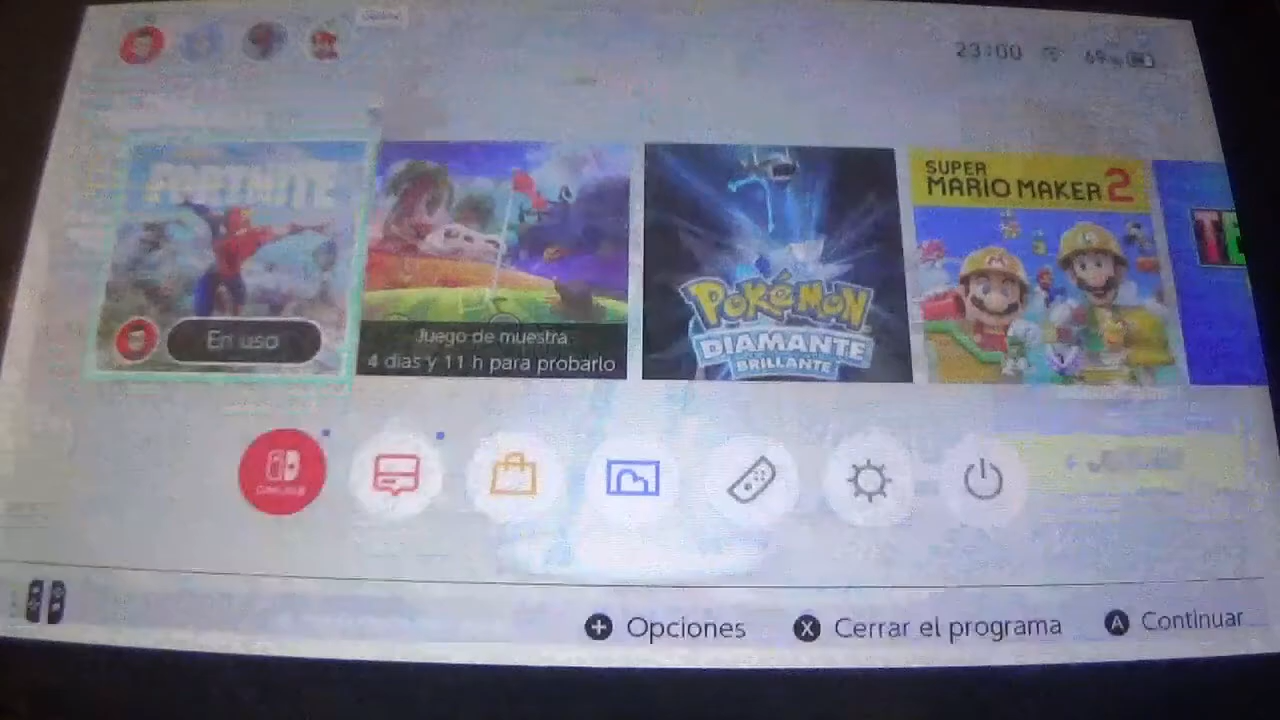 23:00
69%
FORTNITE
En uso
Juego de muestra:
4 días y 11 h para probarlo
POKÉMON
DIAMANTE
BRILLANTE
SUPER
MARIO MAKER 2
Opciones
Cerrar el programa
Continuar